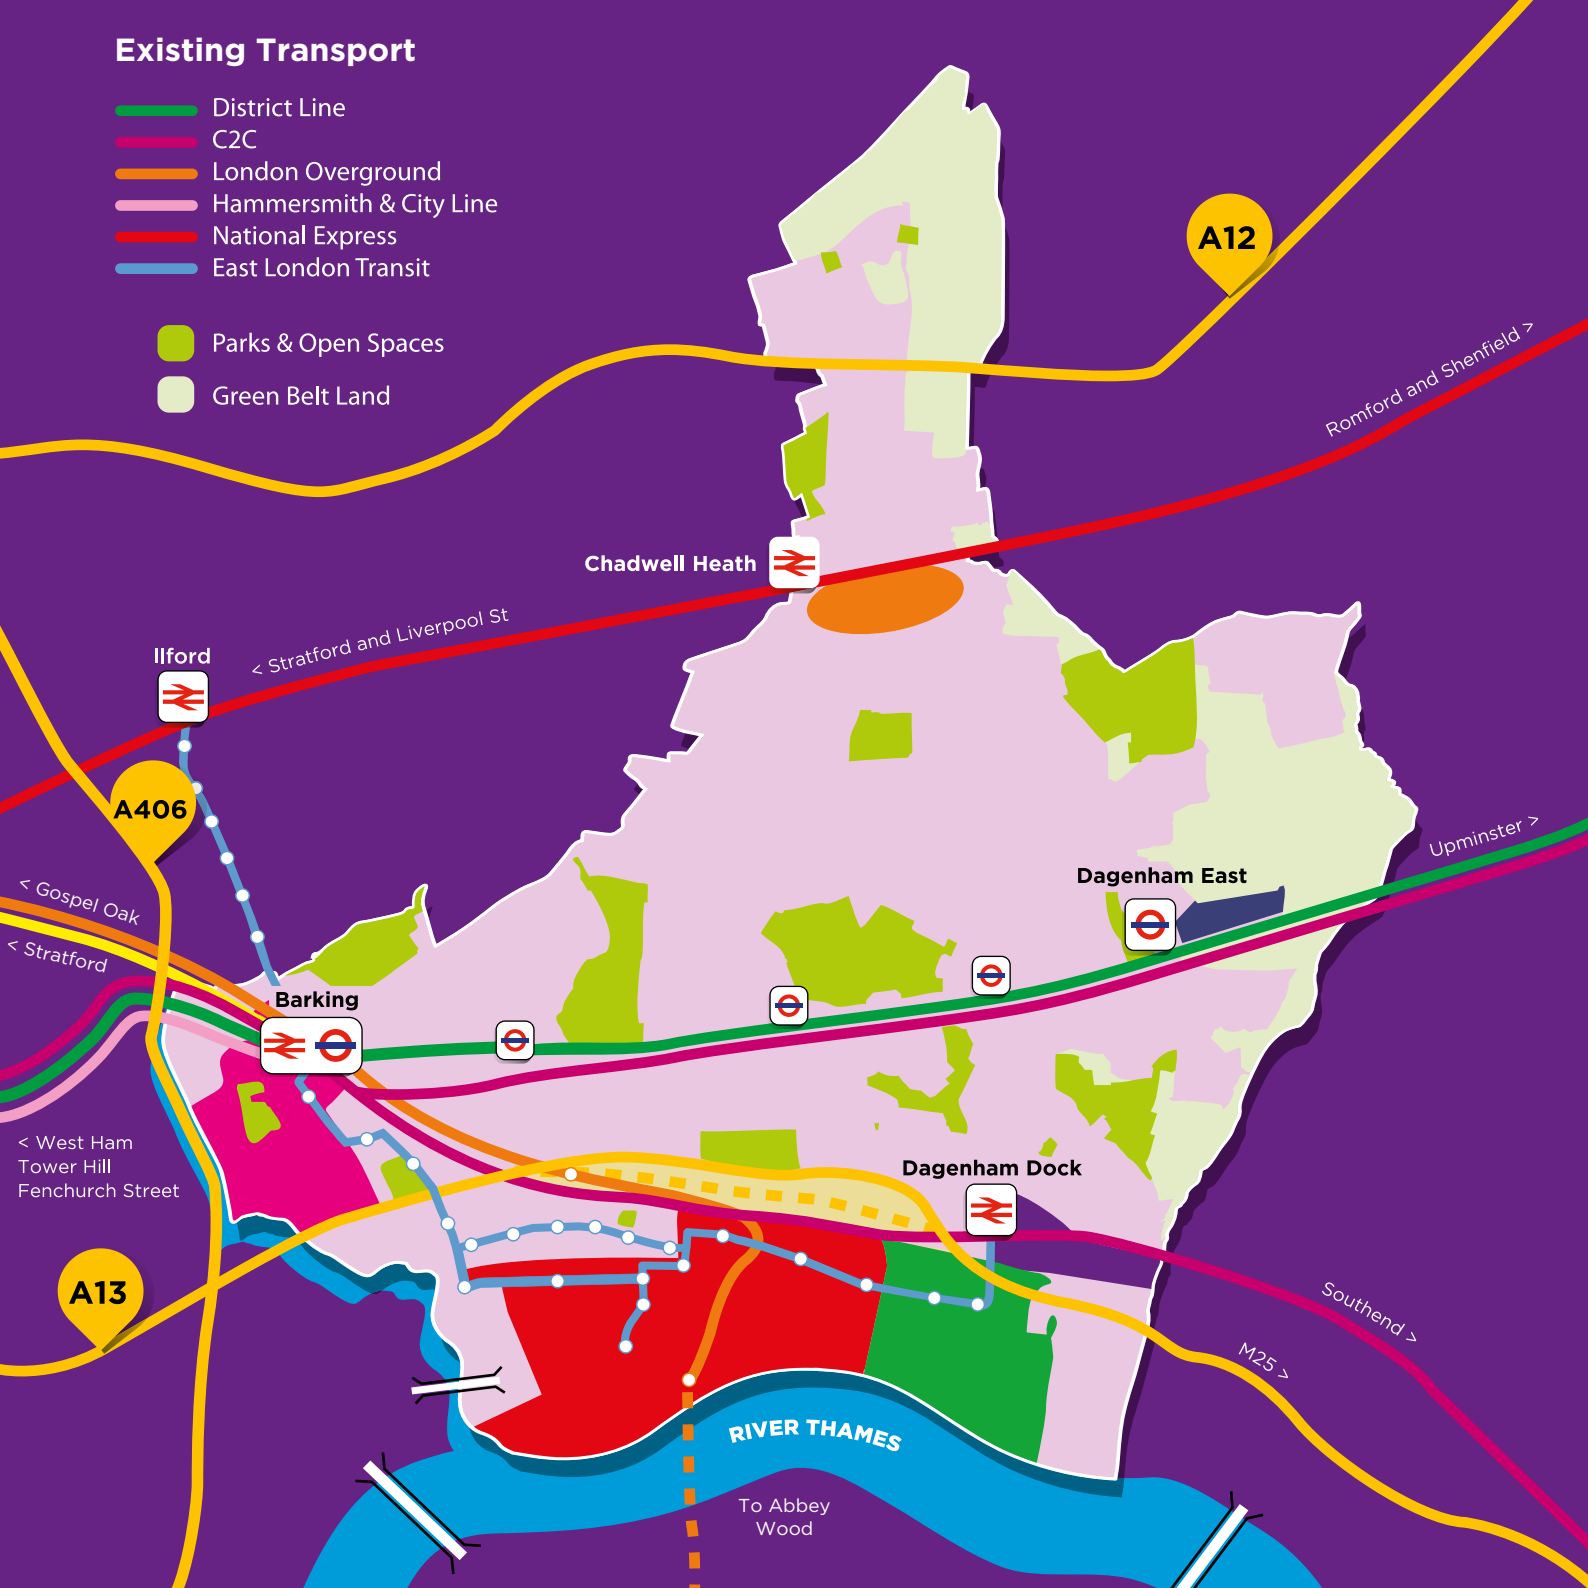 Existing Transport
District Line
C2C
London Overground
Hammersmith & City Line
National Express
East London Transit
Parks & Open Spaces
Green Belt Land
A12
Romford and Shenfield >
Chadwell Heath
< Stratford and Liverpool St
Ilford
A406
Upminster >
Dagenham East
< Gospel Oak
< Stratford
Barking
< West Ham
Tower Hill
Fenchurch Street
Dagenham Dock
A13
Southend >
M25 >
RIVER THAMES
To Abbey
Wood